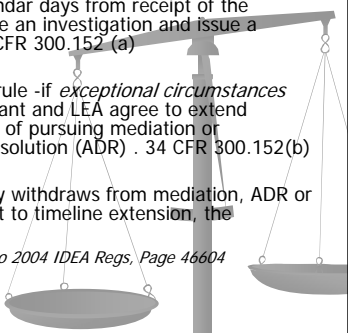 ndar days from receipt of the
e an investigation and issue a
CFR 300.152 (a)
rule -if exceptional circumstances
ant and LEA agree to extend
of pursuing mediation or
solution (ADR) . 34 CFR 300.152(b)
y withdraws from mediation, ADR or
t to timeline extension, the
o 2004 IDEA Regs, Page 46604